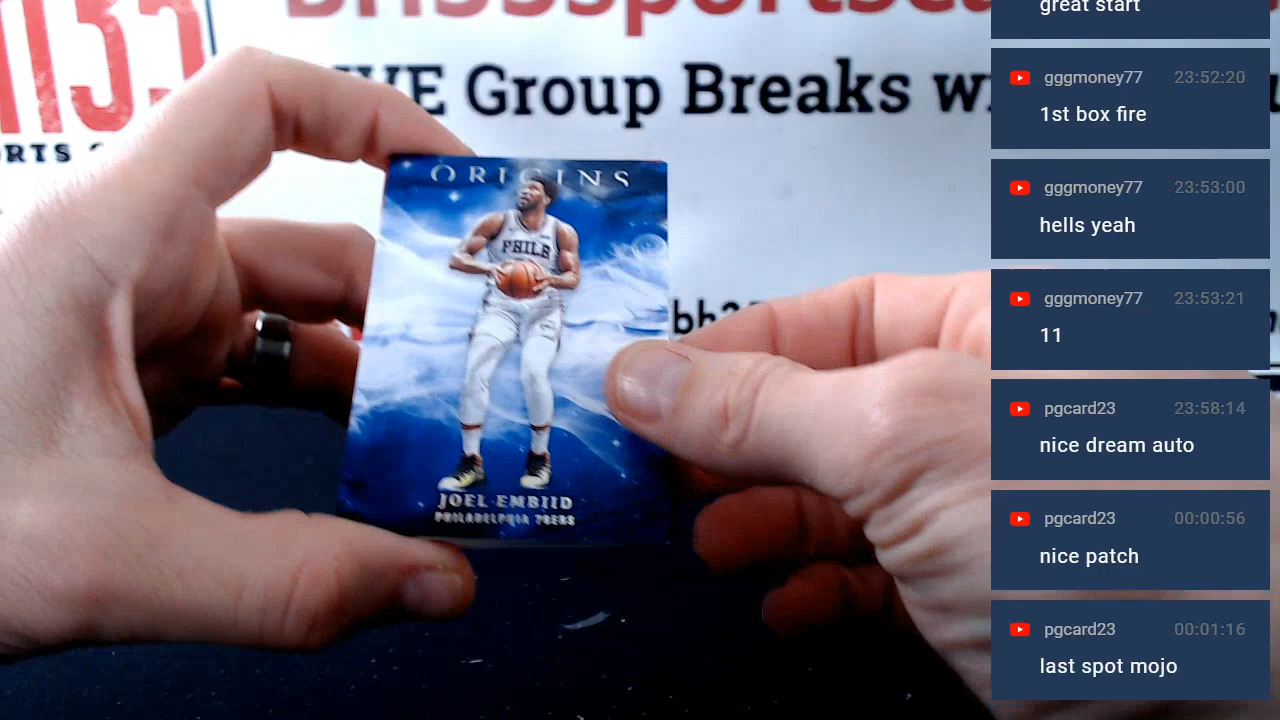 LIVE Group Breaks
ORIGINS
PHILA
JOEL EMBIID
PHILADELPHIA 76ERS
great start
gggmoney77 23:52:20
1st box fire
gggmoney77 23:53:00
hells yeah
gggmoney77 23:53:21
11
pgcard23 23:58:14
nice dream auto
pgcard23 00:00:56
nice patch
pgcard23 00:01:16
last spot mojo